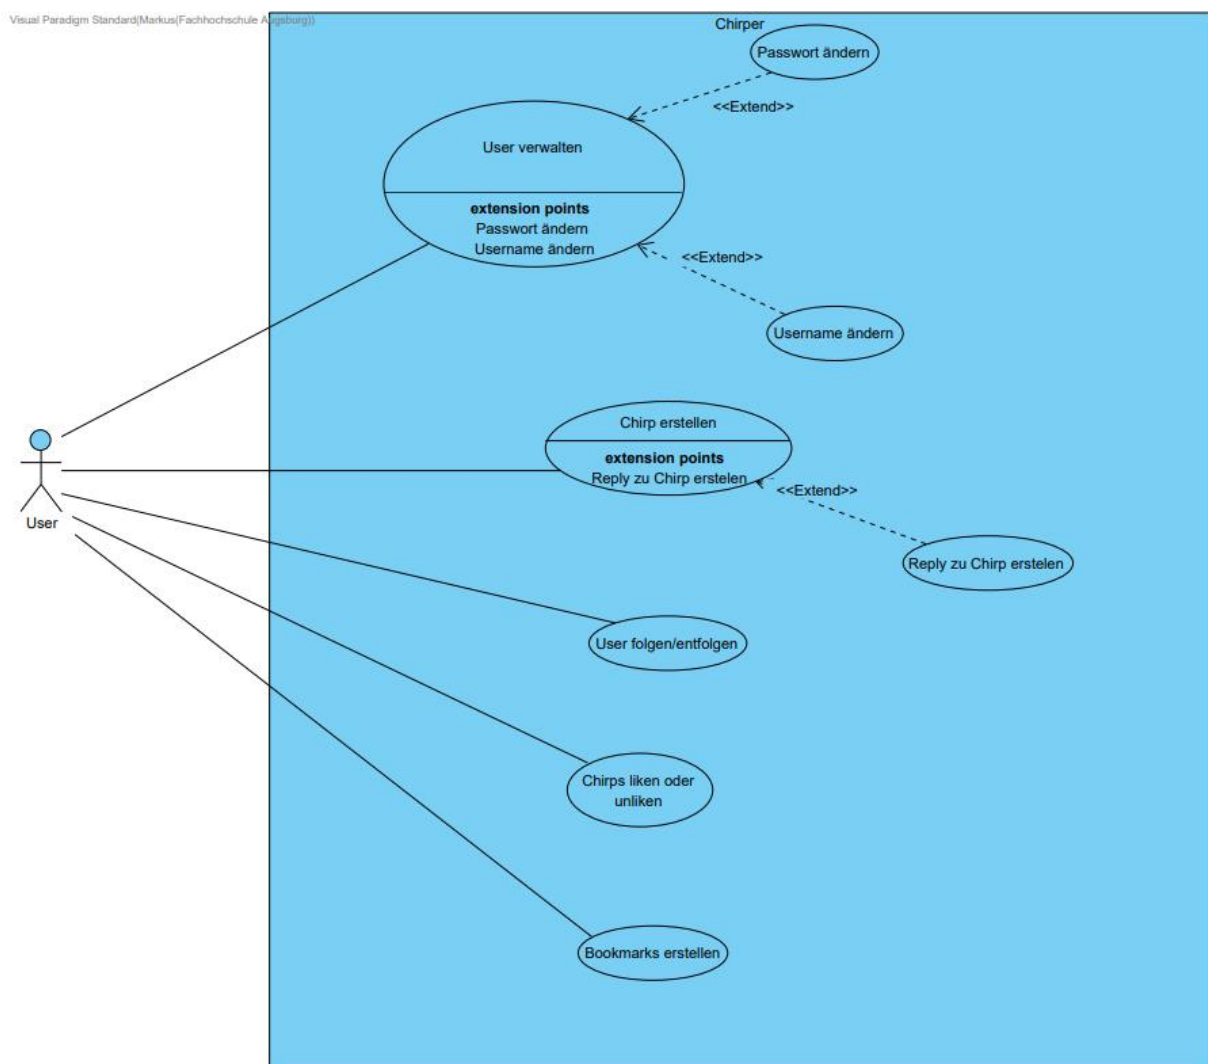 Visual Paradigm Standard(Markus(Fachhochschule Augsburg))
Chirper
Passwort ändern
<<Extend>>
User verwalten
extension points
Passwort ändern
Username ändern
<<Extend>>
Username ändern
Chirp erstellen
extension points
Reply zu Chirp erstelen
<<Extend>>
User
Reply zu Chirp erstelen
User folgen/entfolgen
Chirps liken oder
unliken
Bookmarks erstellen